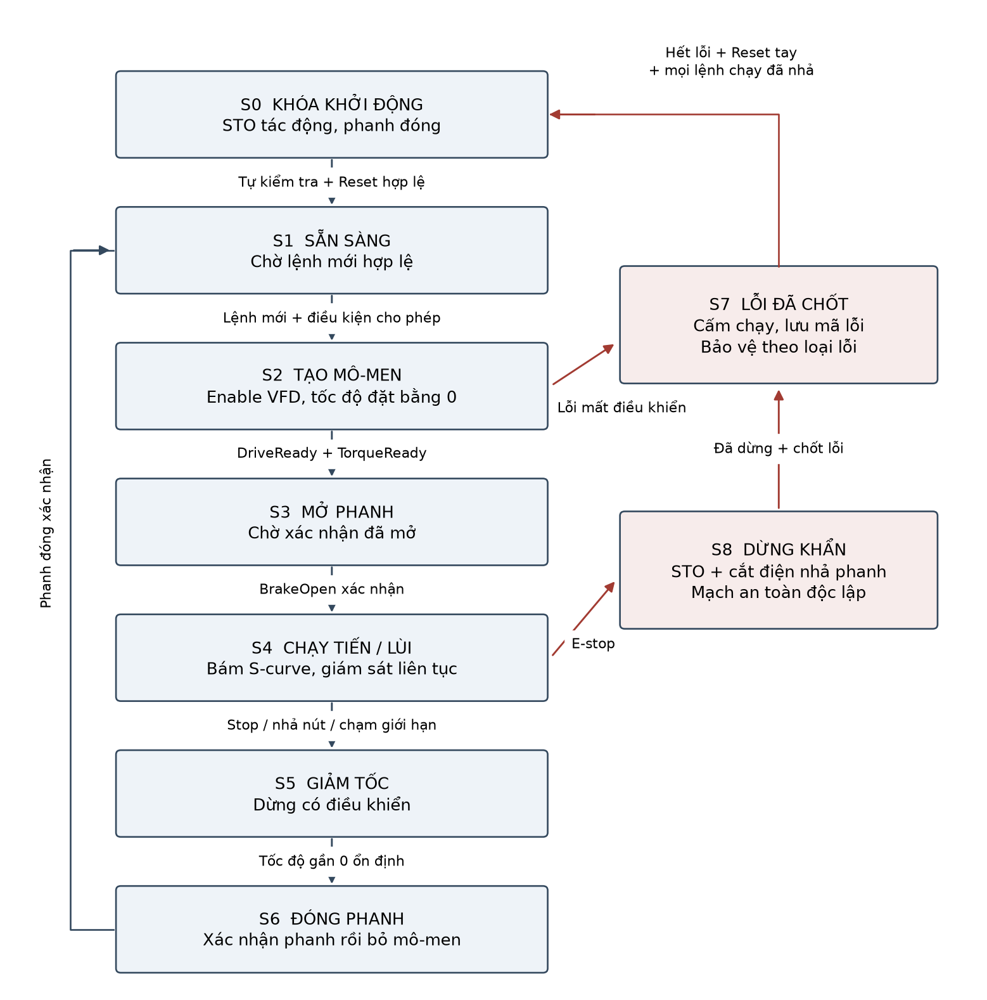 Hết lỗi + Reset tay
+ mọi lệnh chạy đã nhả
S0  KHÓA KHỞI ĐỘNG
STO tác động, phanh đóng
Tự kiểm tra + Reset hợp lệ
S1  SẴN SÀNG
Chờ lệnh mới hợp lệ
Lệnh mới + điều kiện cho phép
S2  TẠO MÔ-MEN
Enable VFD, tốc độ đặt bằng 0
DriveReady + TorqueReady
S3  MỞ PHANH
Chờ xác nhận đã mở
BrakeOpen xác nhận
S4  CHẠY TIẾN / LÙI
Bám S-curve, giám sát liên tục
Stop / nhả nút / chạm giới hạn
S5  GIẢM TỐC
Dừng có điều khiển
Tốc độ gần 0 ổn định
S6  ĐÓNG PHANH
Xác nhận phanh rồi bỏ mô-men
Phanh đóng xác nhận
S7  LỖI ĐÃ CHỐT
Cấm chạy, lưu mã lỗi
Bảo vệ theo loại lỗi
Lỗi mất điều khiển
Đã dừng + chốt lỗi
S8  DỪNG KHẨN
STO + cắt điện nhả phanh
Mạch an toàn độc lập
E-stop